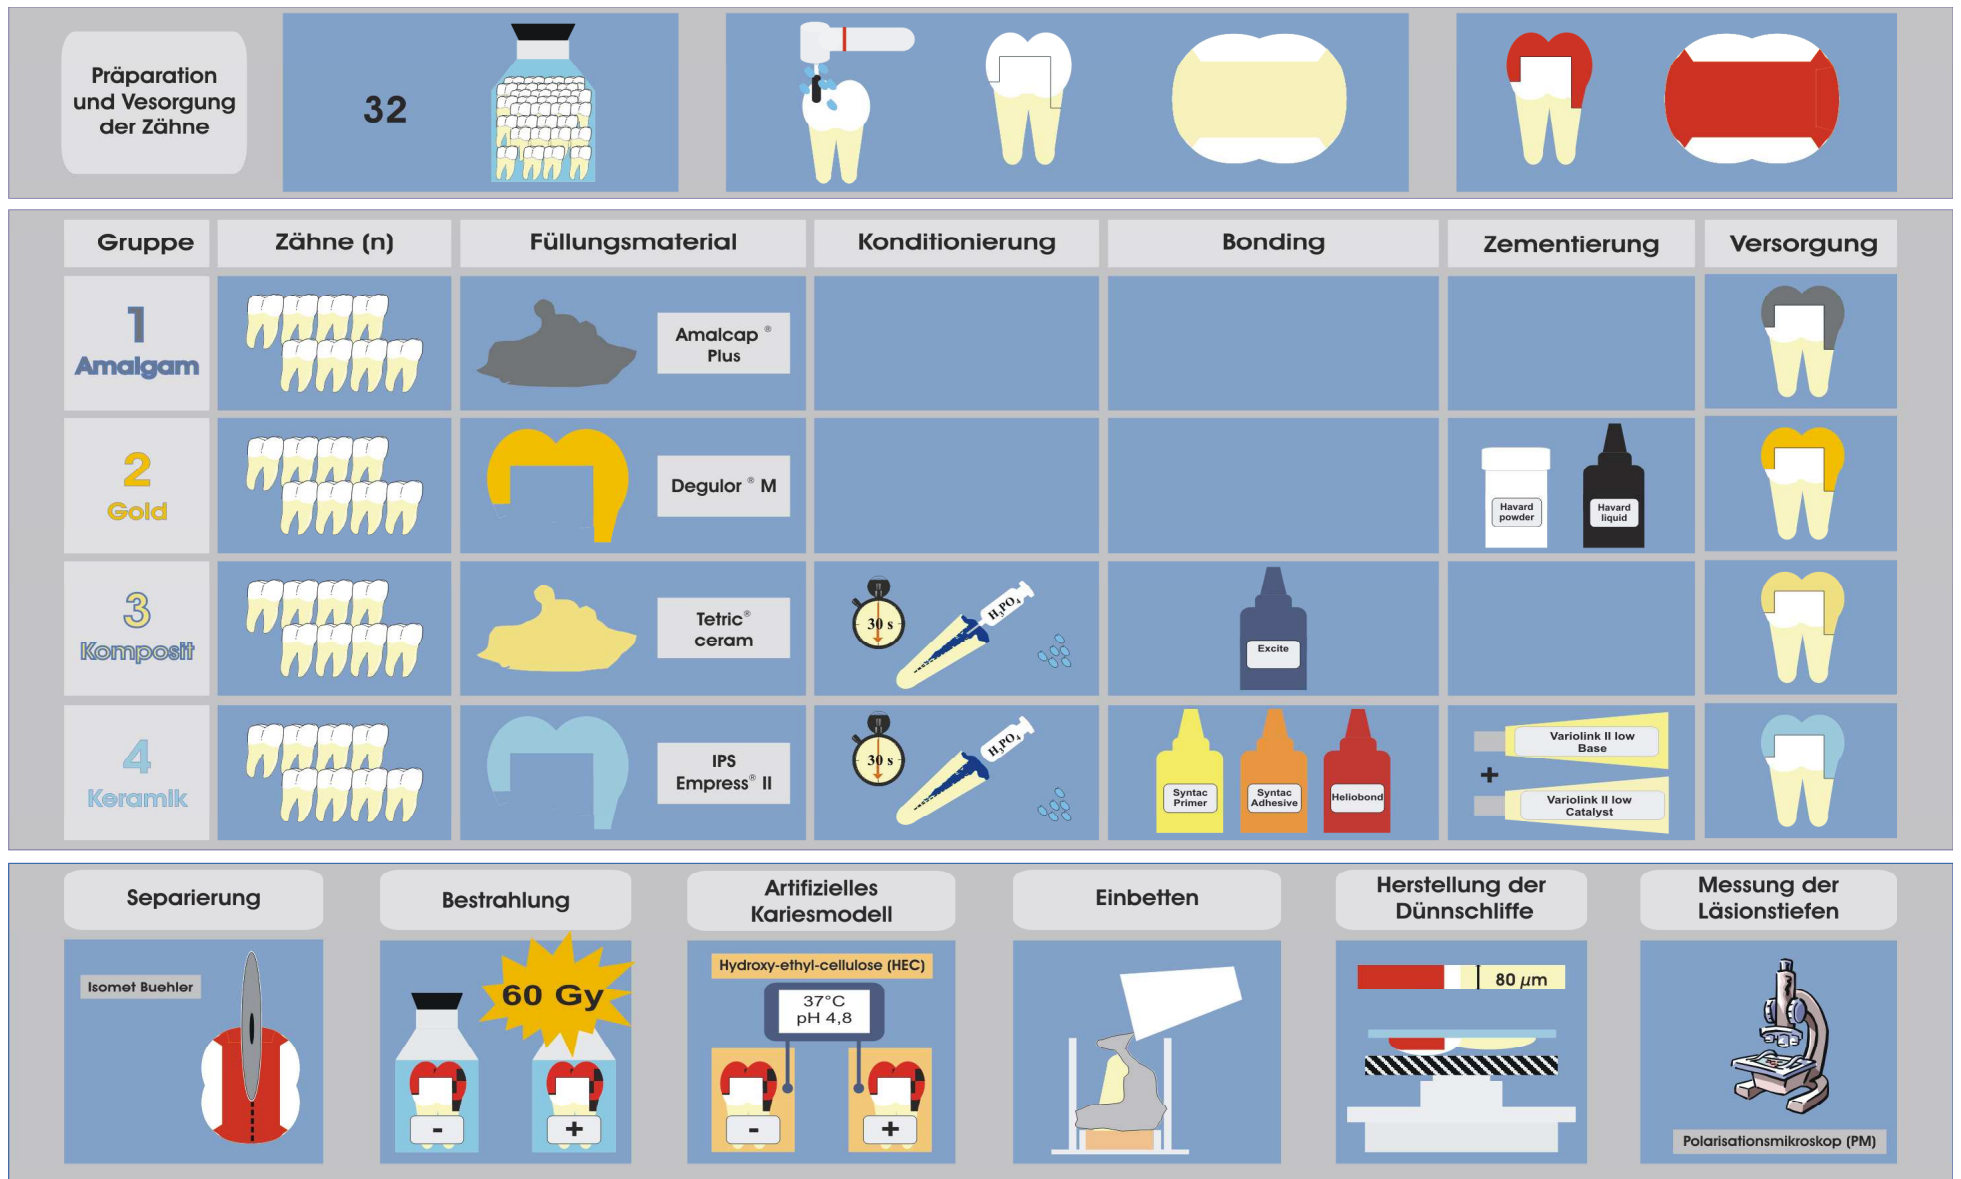 Präparation
und Vesorgung
der Zähne
32
Gruppe
Zähne (n)
Füllungsmaterial
Konditionierung
Bonding
Zementierung
Versorgung
1
Amalgam
Amalcap ®
Plus
2
Gold
Degulor ® M
Havard
powder
Havard
liquid
3
Komposit
Tetric®
ceram
30 s
H₃PO₄
Excite
4
Keramik
IPS
Empress® II
30 s
H₃PO₄
Syntac
Primer
Syntac
Adhesive
Heliobond
Variolink II low
Base
+
Variolink II low
Catalyst
Separierung
Isomet Buehler
Bestrahlung
60 Gy
-
+
Artifizielles
Kariesmodell
Hydroxy-ethyl-cellulose (HEC)
37°C
pH 4,8
-
+
Einbetten
Herstellung der
Dünnschliffe
80 µm
Messung der
Läsionstiefen
Polarisationsmikroskop (PM)